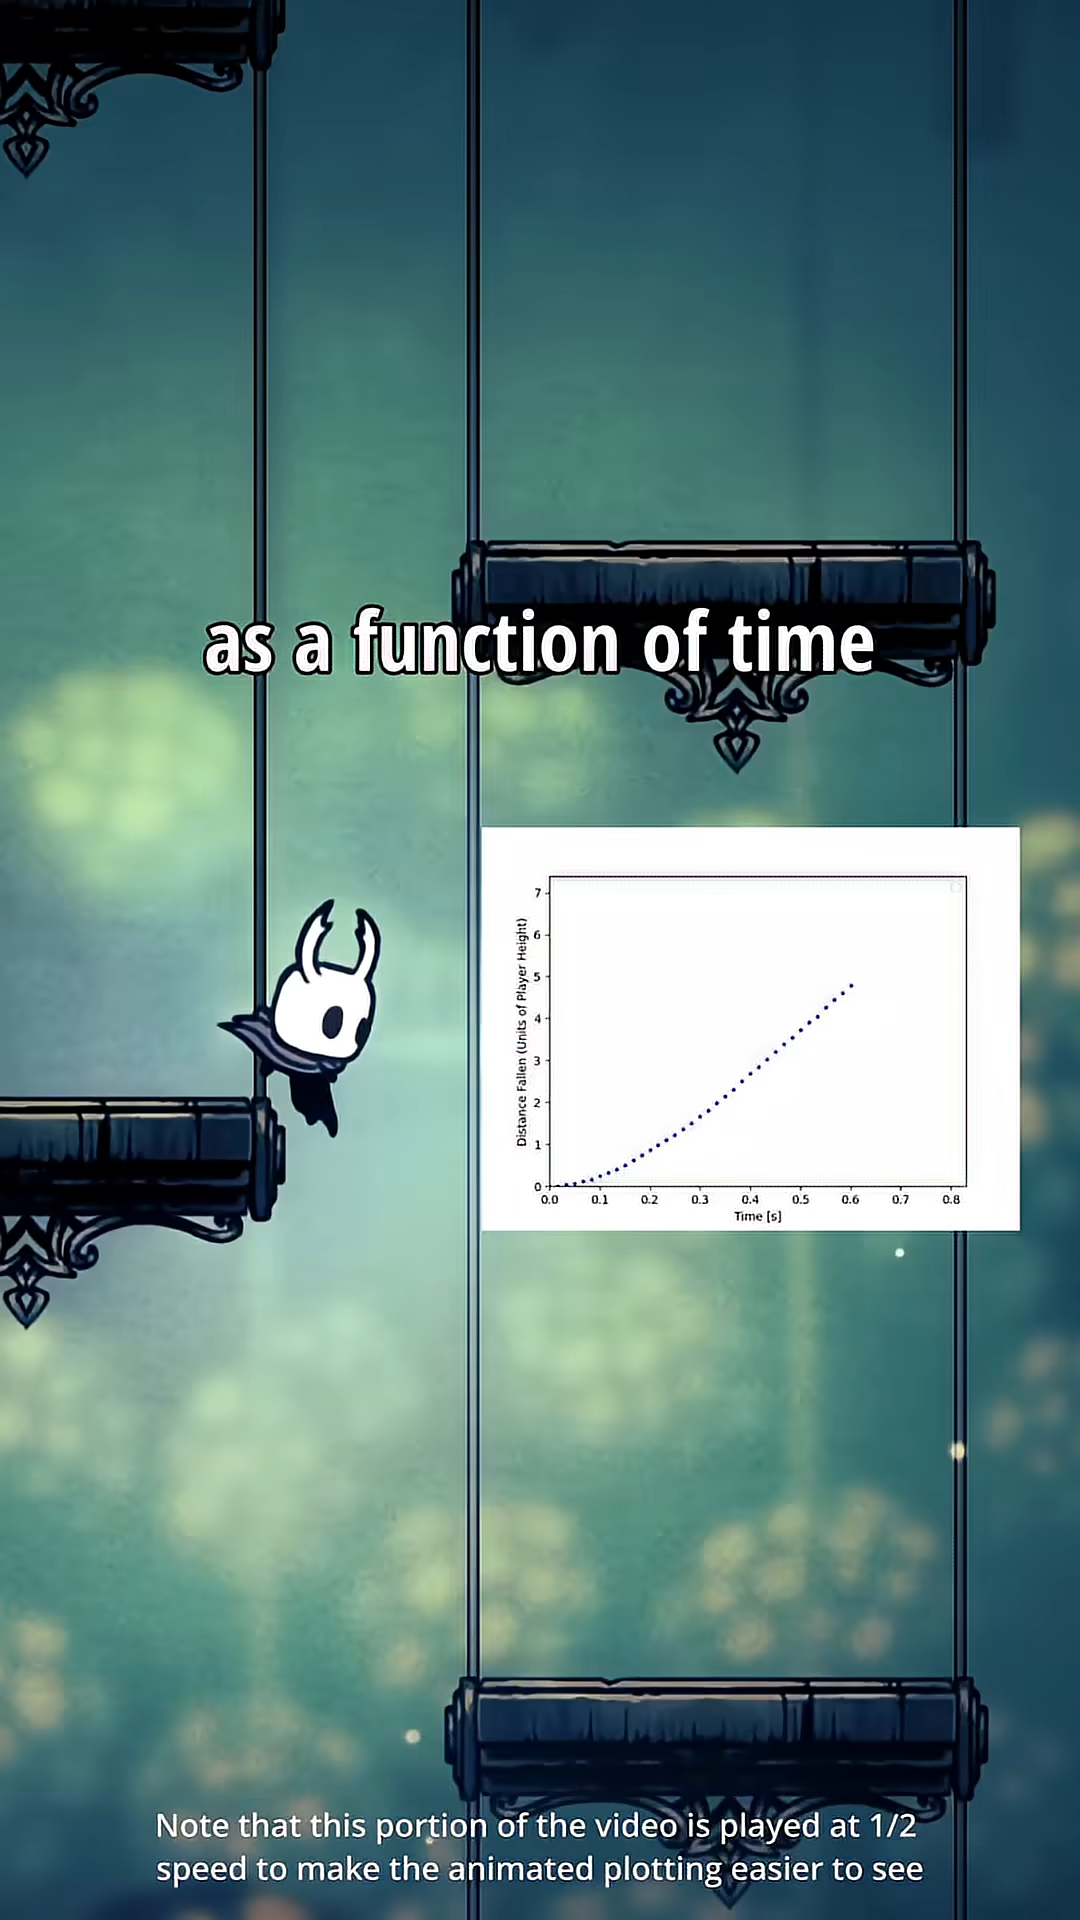 as a function of time
7
6
5
4
3
2
1
0
Distance Fallen (Units of Player Height)
0.0 0.1 0.2 0.3 0.4 0.5 0.6 0.7 0.8
Time [s]
Note that this portion of the video is played at 1/2
speed to make the animated plotting easier to see